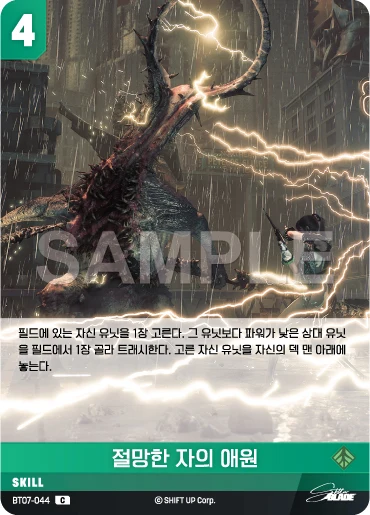 4
SAMPLE
필드에 있는 자신 유닛을 1장 고른다. 그 유닛보다 파워가 낮은 상대 유닛
을 필드에서 1장 골라 트래시한다. 고른 자신 유닛을 자신의 덱 맨 아래에
놓는다.
절망한 자의 애원
SKILL
BT07-044 C © SHIFT UP Corp. Stellar BLADE